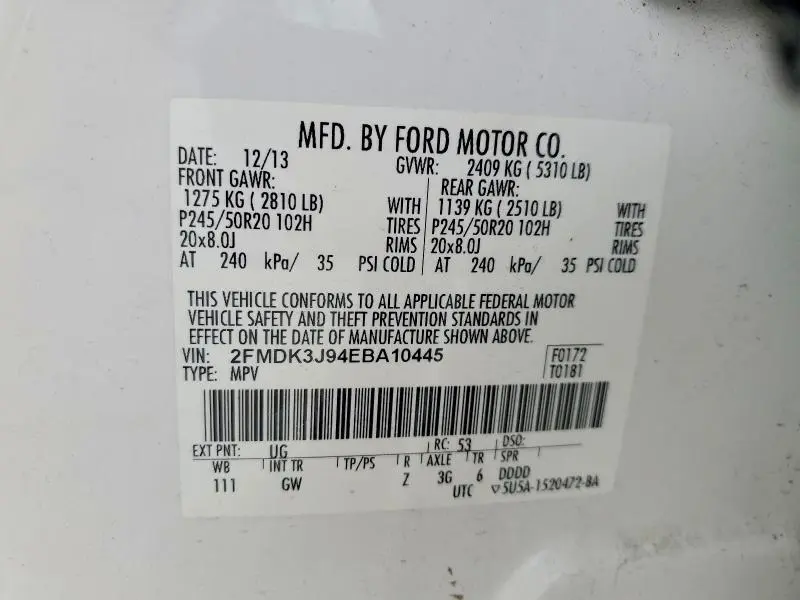 MFD. BY FORD MOTOR CO.
DATE: 12/13 GVWR: 2409 KG ( 5310 LB)
FRONT GAWR: REAR GAWR:
1275 KG ( 2810 LB) WITH 1139 KG ( 2510 LB) WITH
P245/50R20 102H TIRES P245/50R20 102H TIRES
20x8.0J RIMS 20x8.0J RIMS
AT 240 kPa/ 35 PSI COLD AT 240 kPa/ 35 PSI COLD
THIS VEHICLE CONFORMS TO ALL APPLICABLE FEDERAL MOTOR
VEHICLE SAFETY AND THEFT PREVENTION STANDARDS IN
EFFECT ON THE DATE OF MANUFACTURE SHOWN ABOVE.
VIN: 2FMDK3J94EBA10445 F0172
TYPE: MPV T0181
EXT PNT: UG RC: 53 DSO:
WB INT TR TP/PS R AXLE TR SPR
111 GW Z 3G 6 DDDD
UTC ▽5U5A-1520472-BA